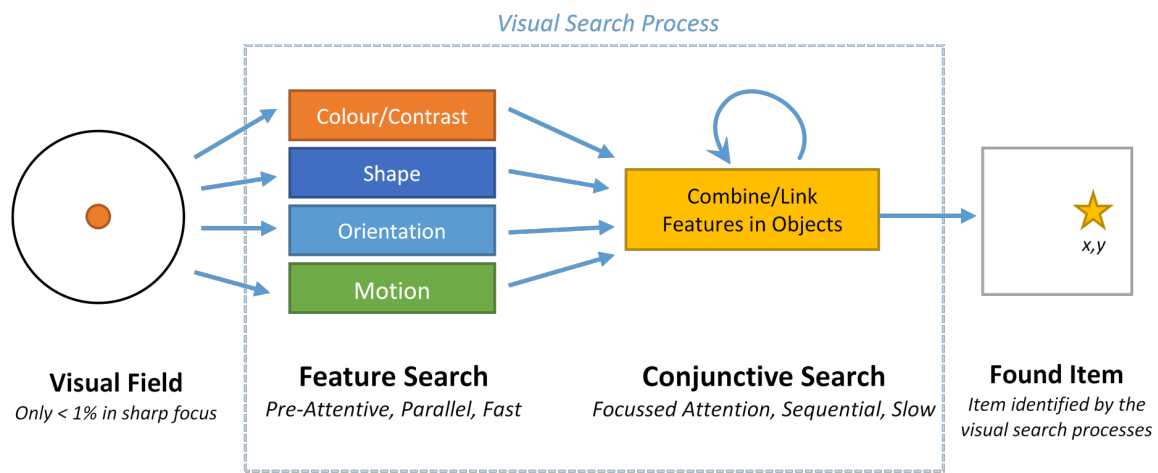 Visual Search Process
Colour/Contrast
Shape
Orientation
Motion
Combine/Link
Features in Objects
x,y
Visual Field
Only < 1% in sharp focus
Feature Search
Pre-Attentive, Parallel, Fast
Conjunctive Search
Focussed Attention, Sequential, Slow
Found Item
Item identified by the
visual search processes